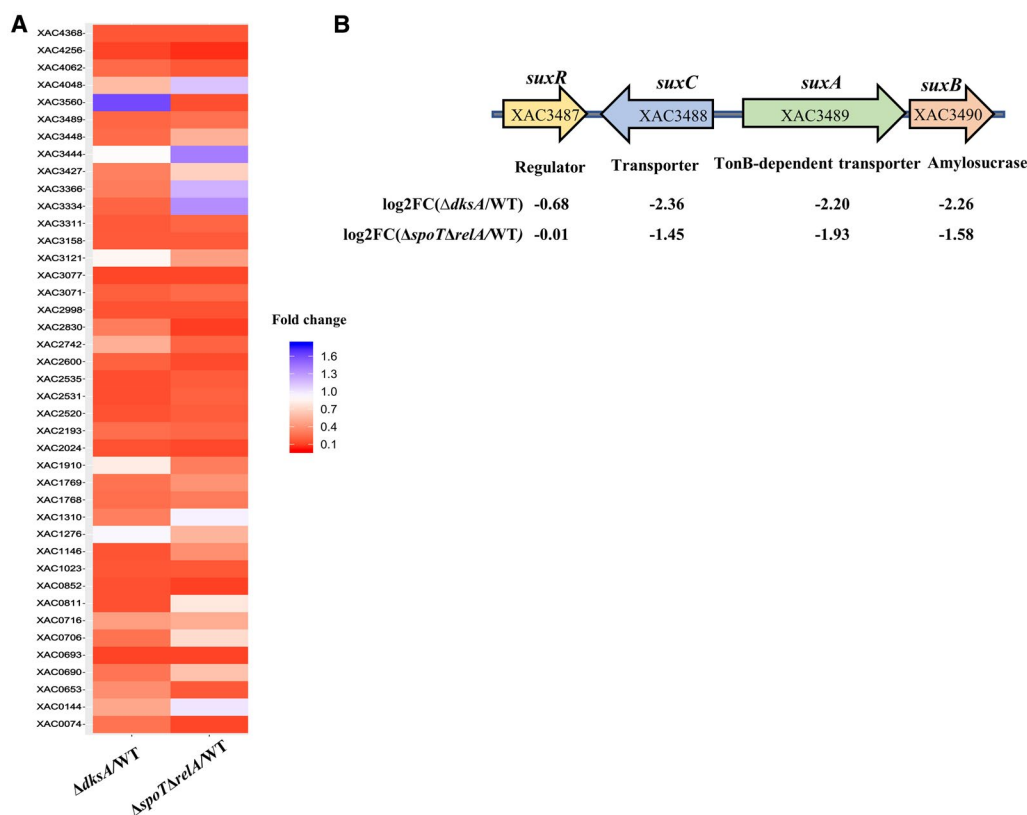 A
XAC4368
XAC4256
XAC4062
XAC4048
XAC3560
XAC3489
XAC3448
XAC3444
XAC3427
XAC3366
XAC3334
XAC3311
XAC3158
XAC3121
XAC3077
XAC3071
XAC2998
XAC2830
XAC2742
XAC2600
XAC2535
XAC2531
XAC2520
XAC2193
XAC2024
XAC1910
XAC1769
XAC1768
XAC1310
XAC1276
XAC1146
XAC1023
XAC0852
XAC0811
XAC0716
XAC0706
XAC0693
XAC0690
XAC0653
XAC0144
XAC0074
ΔdksA/WT
ΔspoTΔrelA/WT
Fold change
1.6
1.3
1.0
0.7
0.4
0.1
B
suxR suxC suxA suxB
XAC3487 XAC3488 XAC3489 XAC3490
Regulator Transporter TonB-dependent transporter Amylosucrase
log2FC(ΔdksA/WT) -0.68 -2.36 -2.20 -2.26
log2FC(ΔspoTΔrelA/WT) -0.01 -1.45 -1.93 -1.58